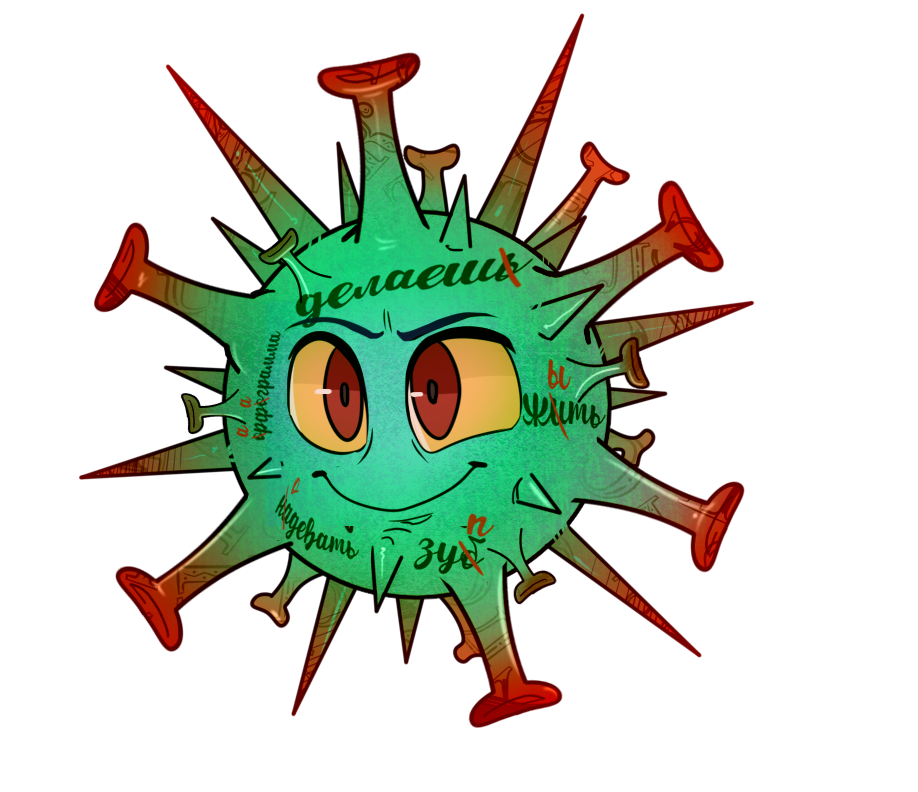 делаешь
а а
орфограмма
ы
жить
надевать
п
зуб